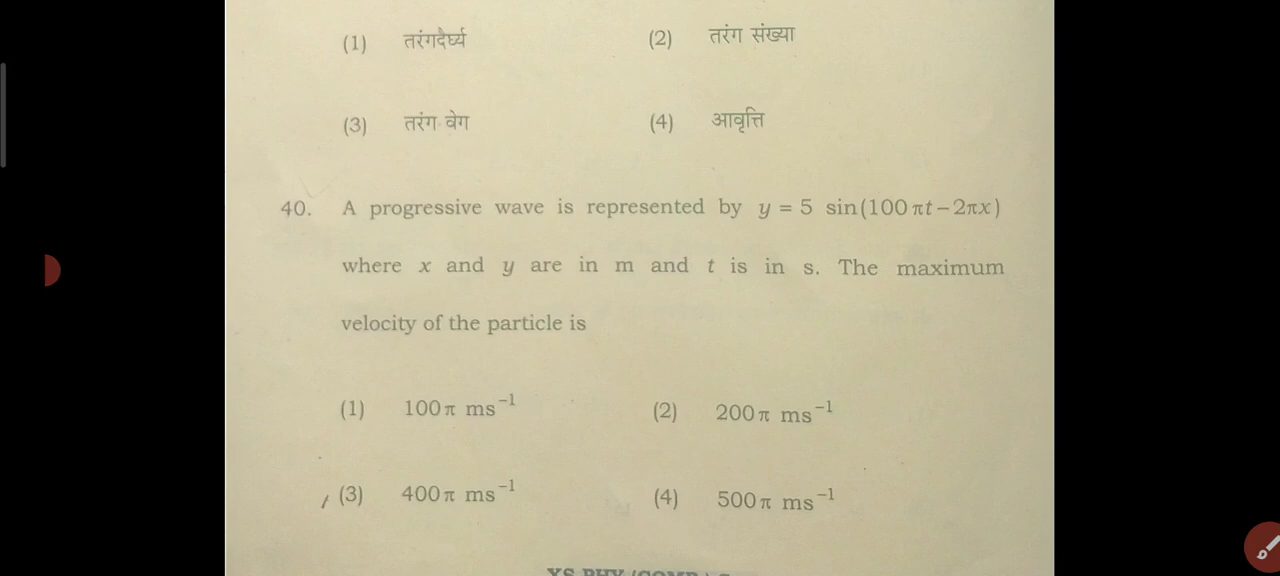 (1) तरंगदैर्घ्य (2) तरंग संख्या
(3) तरंग वेग (4) आवृत्ति
40. A progressive wave is represented by y = 5 sin(100πt−2πx)
where x and y are in m and t is in s. The maximum
velocity of the particle is
(1) 100π ms⁻¹ (2) 200π ms⁻¹
(3) 400π ms⁻¹ (4) 500π ms⁻¹